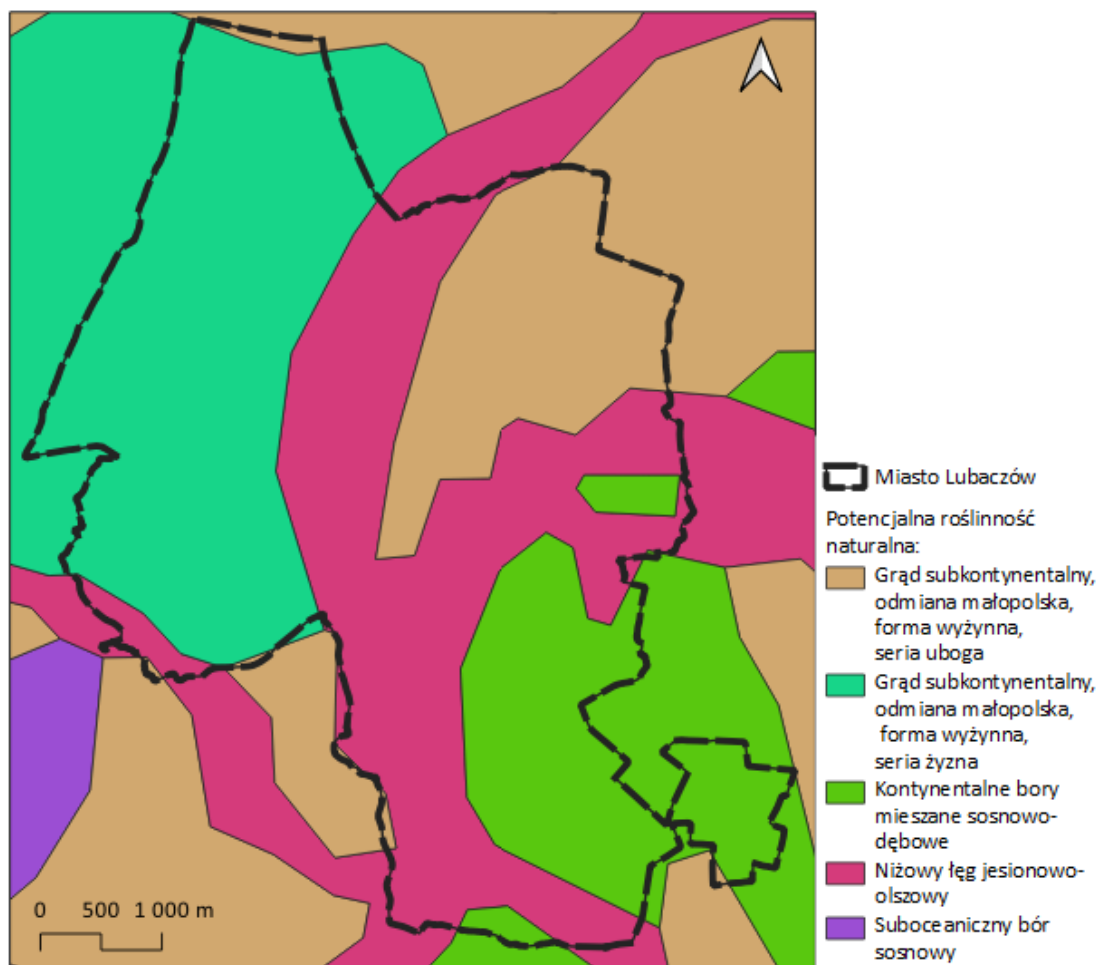 Miasto Lubaczów
Potencjalna roślinność
naturalna:
Grąd subkontynentalny,
odmiana małopolska,
forma wyżynna,
seria uboga
Grąd subkontynentalny,
odmiana małopolska,
forma wyżynna,
seria żyzna
Kontynentalne bory
mieszane sosnowo-
dębowe
Niżowy łęg jesionowo-
olszowy
Suboceaniczny bór
sosnowy
0 500 1 000 m